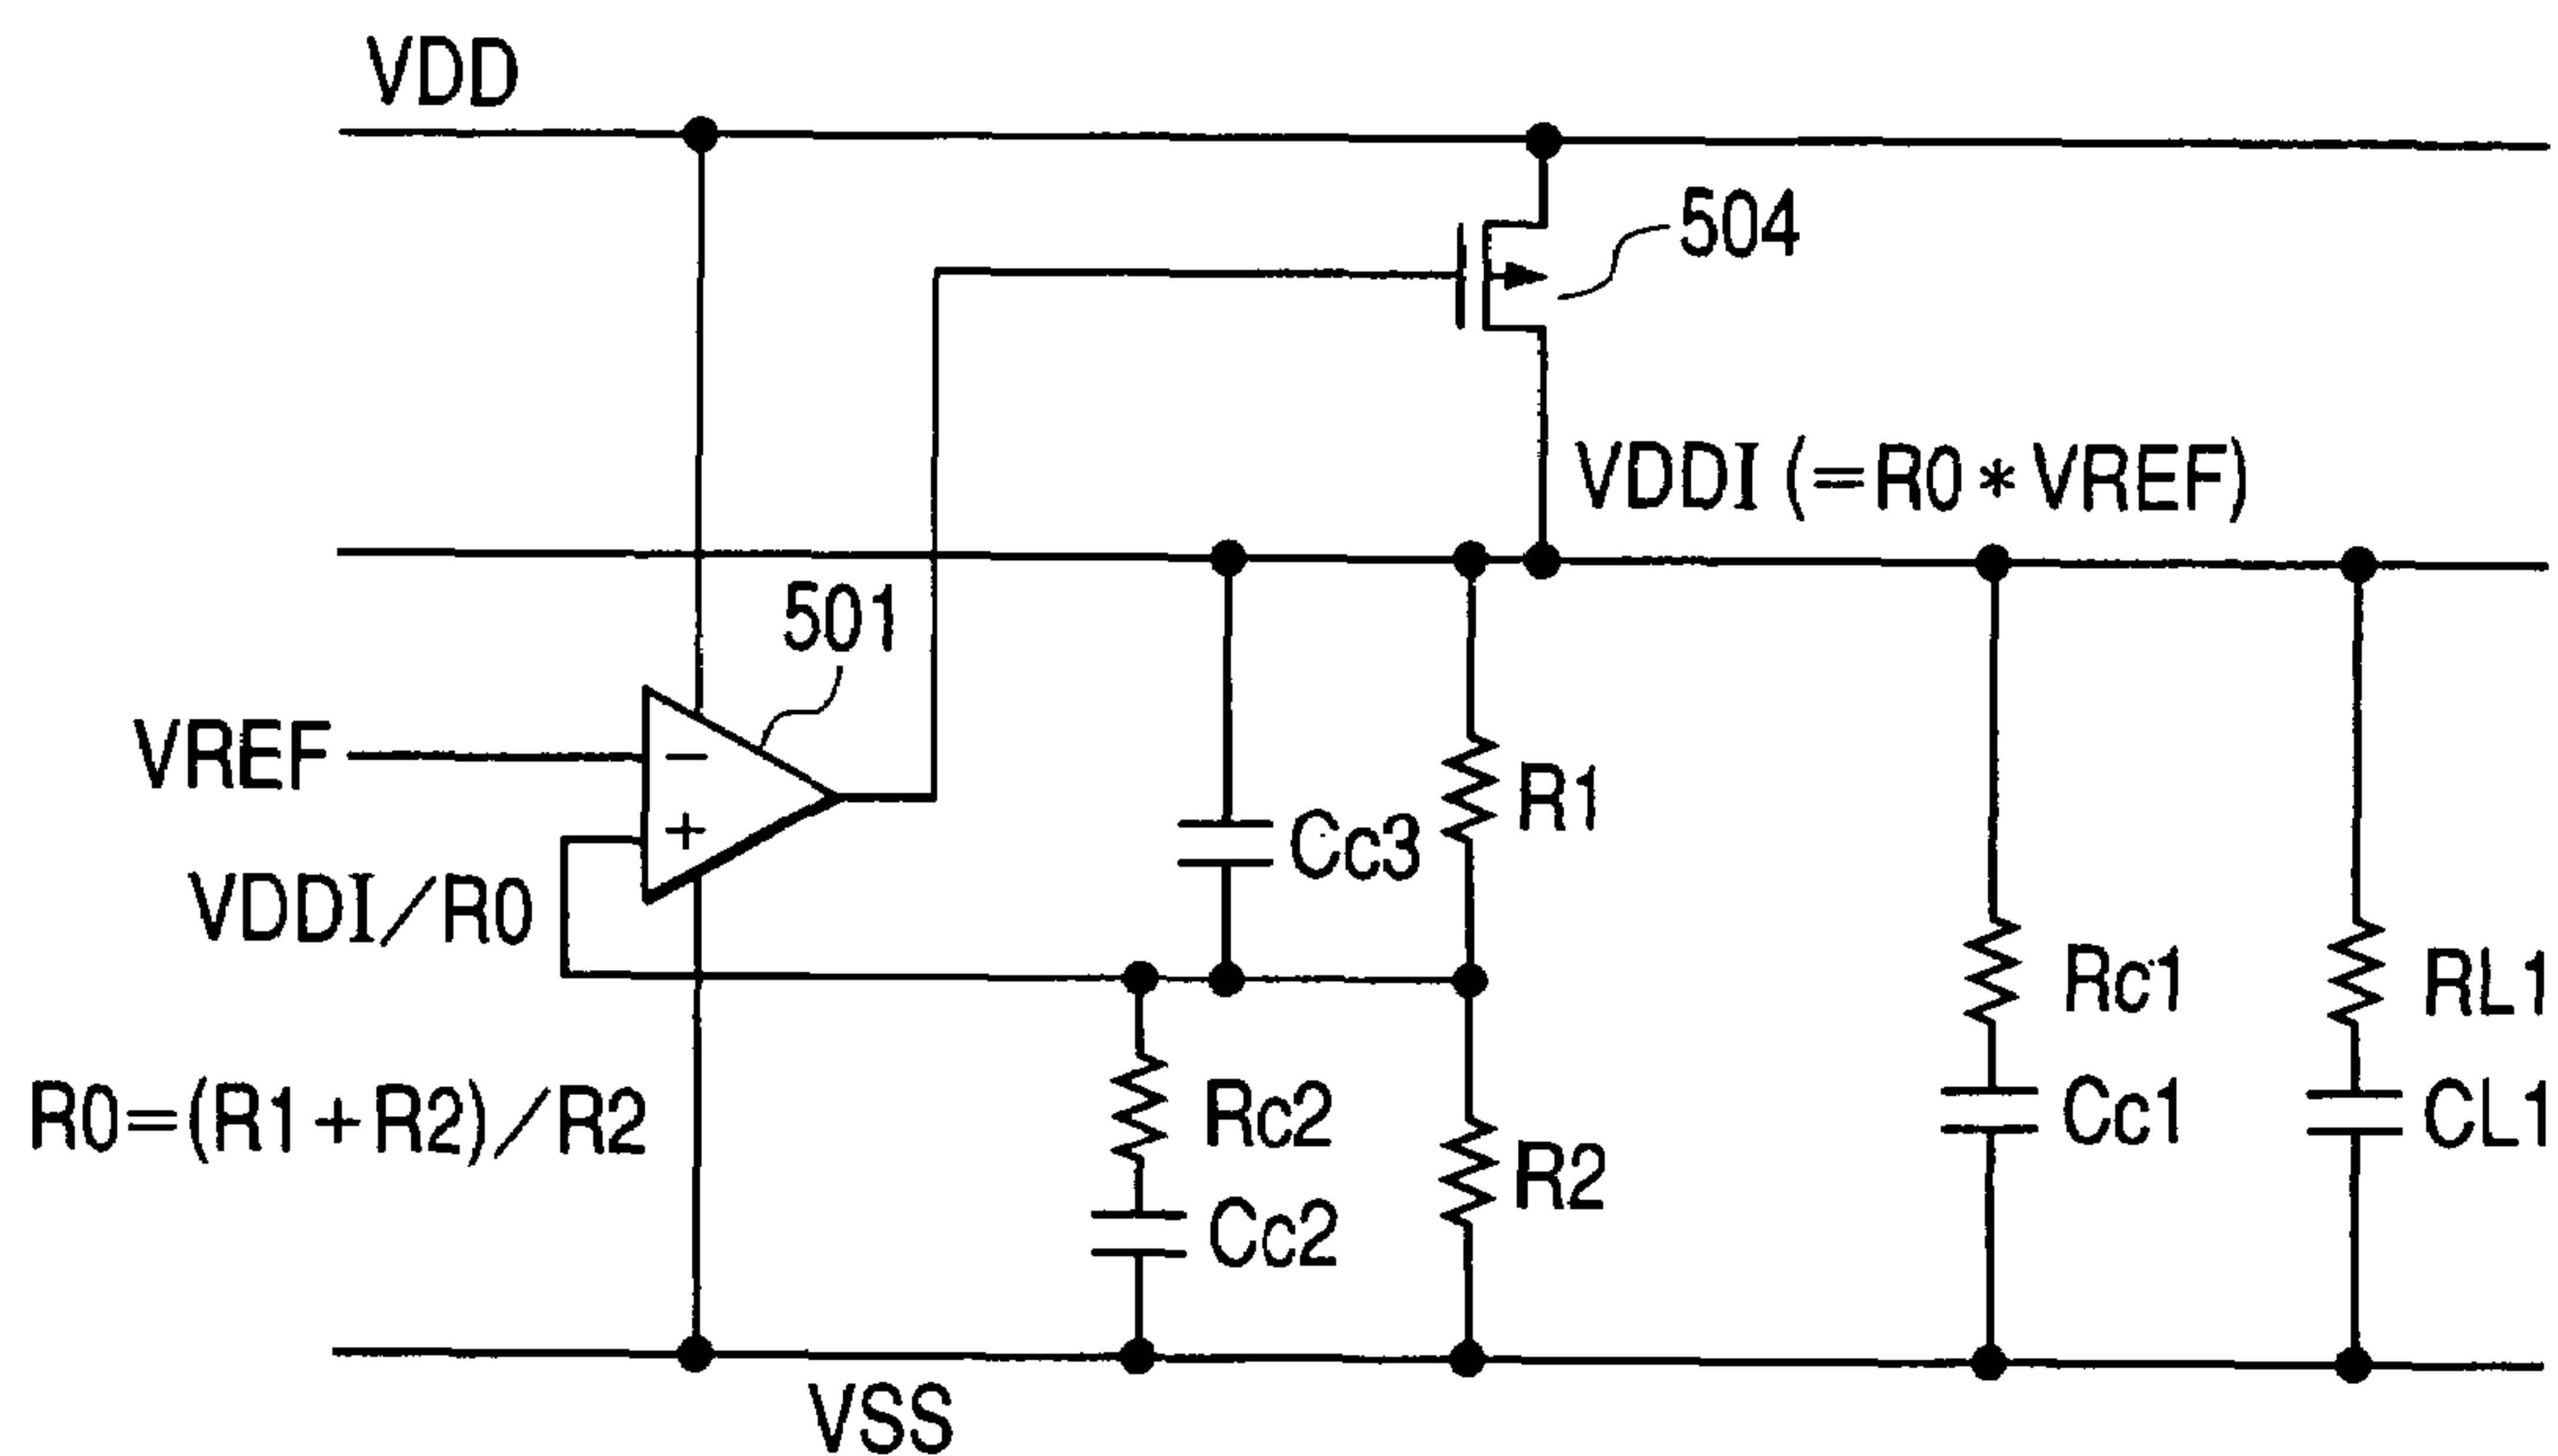 VDD
504
VDDI (=R0*VREF)
501
VREF
−
+
VDDI/R0
Cc3
R1
R0=(R1+R2)/R2
Rc2
Cc2
R2
Rc1
Cc1
RL1
CL1
VSS